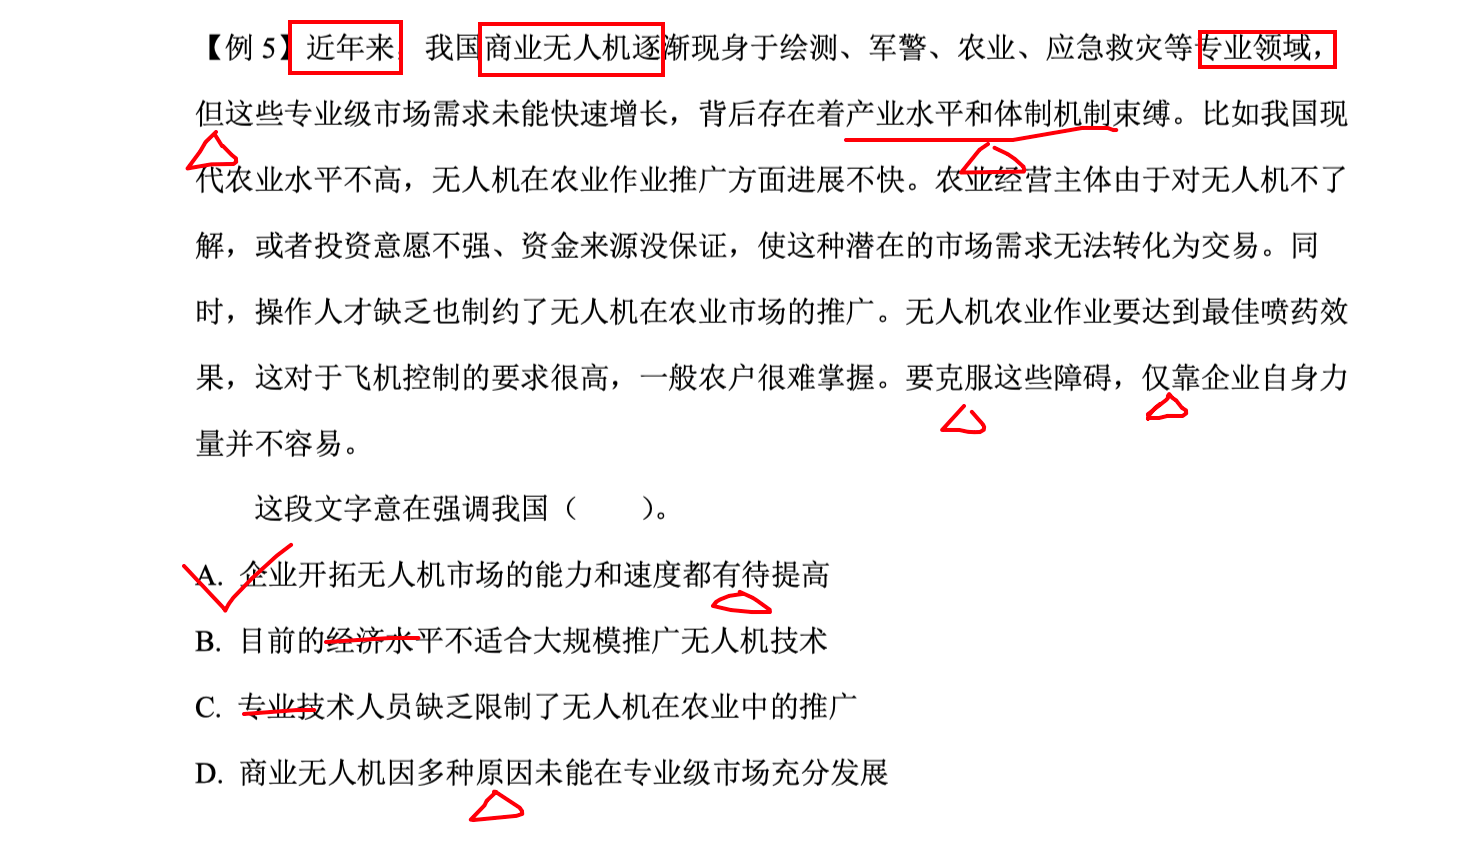 【例 5】近年来，我国商业无人机逐渐现身于绘测、军警、农业、应急救灾等专业领域，
但这些专业级市场需求未能快速增长，背后存在着产业水平和体制机制束缚。比如我国现
代农业水平不高，无人机在农业作业推广方面进展不快。农业经营主体由于对无人机不了
解，或者投资意愿不强、资金来源没保证，使这种潜在的市场需求无法转化为交易。同
时，操作人才缺乏也制约了无人机在农业市场的推广。无人机农业作业要达到最佳喷药效
果，这对于飞机控制的要求很高，一般农户很难掌握。要克服这些障碍，仅靠企业自身力
量并不容易。
这段文字意在强调我国（　　）。
A. 企业开拓无人机市场的能力和速度都有待提高
B. 目前的经济水平不适合大规模推广无人机技术
C. 专业技术人员缺乏限制了无人机在农业中的推广
D. 商业无人机因多种原因未能在专业级市场充分发展